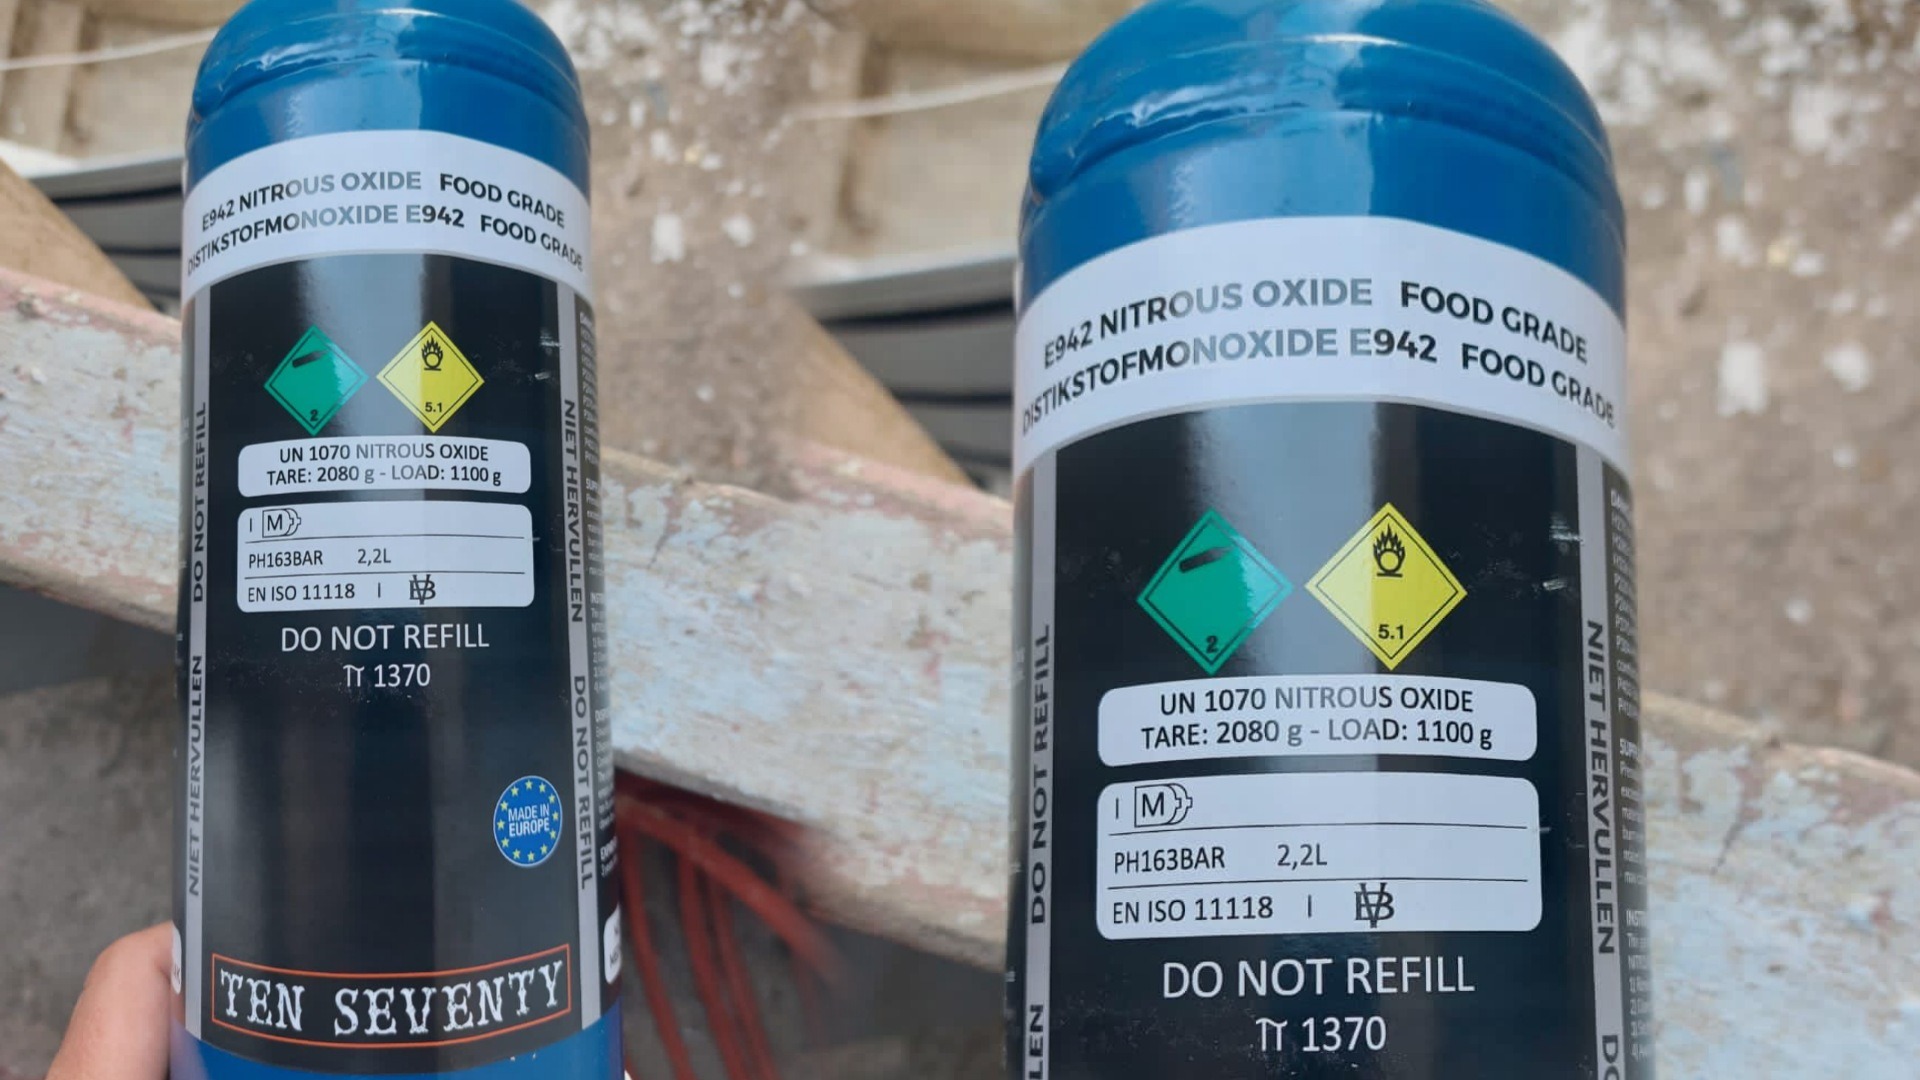 E942 NITROUS OXIDE FOOD GRADE
DISTIKSTOFMONOXIDE E942 FOOD GRADE
DO NOT REFILL
NIET HERVULLEN
2
5.1
UN 1070 NITROUS OXIDE
TARE: 2080 g - LOAD: 1100 g
I M
PH163BAR 2,2L
EN ISO 11118 I
DO NOT REFILL
π 1370
NIET HERVULLEN
DO NOT REFILL
MADE IN
EUROPE
TEN SEVENTY
E942 NITROUS OXIDE FOOD GRADE
DISTIKSTOFMONOXIDE E942 FOOD GRADE
DO NOT REFILL
2
5.1
UN 1070 NITROUS OXIDE
TARE: 2080 g - LOAD: 1100 g
I M
PH163BAR 2,2L
EN ISO 11118 I
DO NOT REFILL
π 1370
NIET HERVULLEN